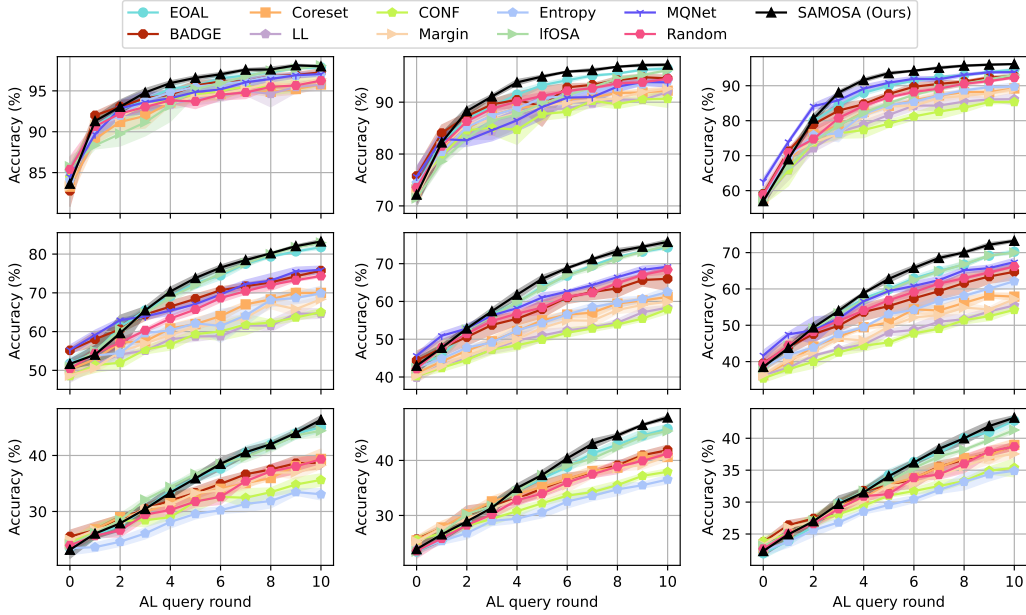 EOAL Coreset CONF Entropy MQNet SAMOSA (Ours)
BADGE LL Margin IfOSA Random
Accuracy (%) 95 90 85
Accuracy (%) 90 80 70
Accuracy (%) 90 80 70 60
Accuracy (%) 80 70 60 50
Accuracy (%) 70 60 50 40
Accuracy (%) 70 60 50 40
Accuracy (%) 40 30
Accuracy (%) 40 30
Accuracy (%) 40 35 30 25
0 2 4 6 8 10
0 2 4 6 8 10
0 2 4 6 8 10
AL query round
AL query round
AL query round